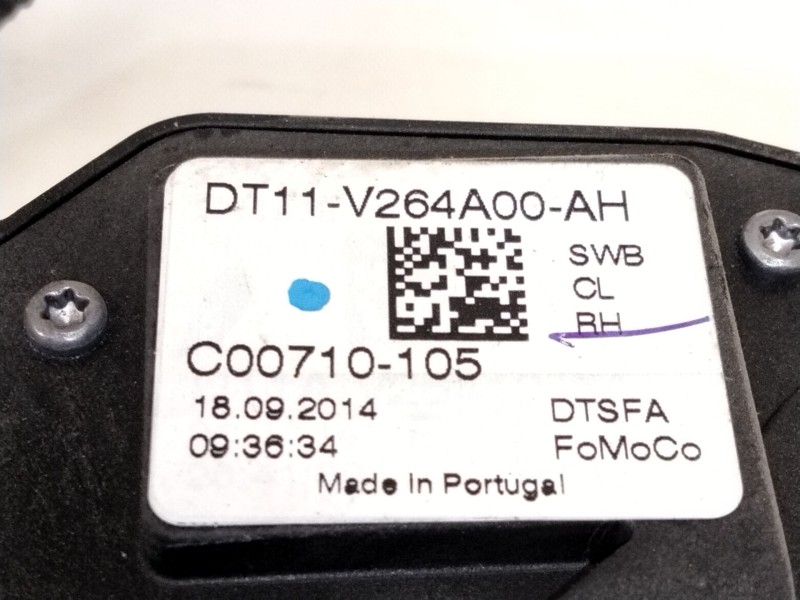 DT11-V264A00-AH
SWB
CL
RH
C00710-105
18.09.2014
DTSFA
09:36:34
FoMoCo
Made in Portugal